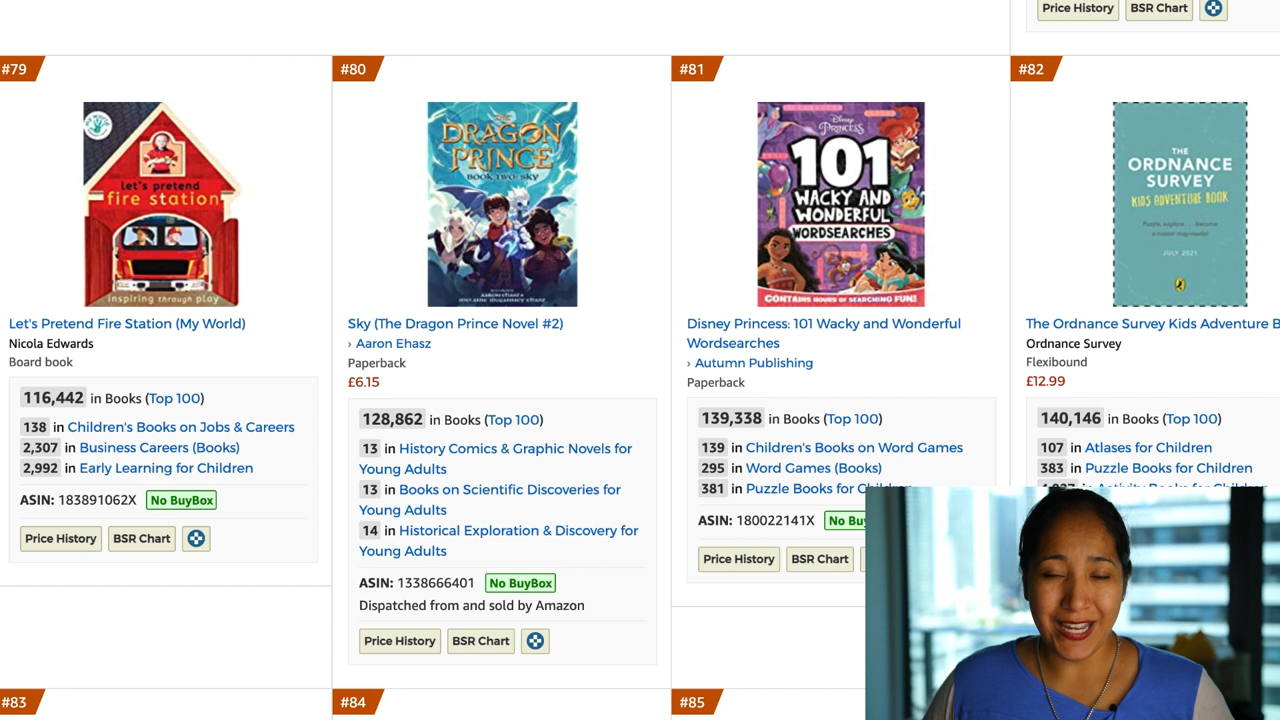 Price History
BSR Chart
#79
#80
#81
#82
let's pretend
fire station
inspiring through play
THE
DRAGON
PRINCE
BOOK TWO: SKY
AARON EHASZ
Disney
PRINCESS
101
WACKY AND
WONDERFUL
WORDSEARCHES
CONTAINS HOURS OF SEARCHING FUN!
THE
ORDNANCE
SURVEY
KIDS ADVENTURE BOOK
Puzzle, explore . . . become
a master map-reader
JULY 2021
Let's Pretend Fire Station (My World)
Nicola Edwards
Board book
116,442 in Books (Top 100)
138 in Children's Books on Jobs & Careers
2,307 in Business Careers (Books)
2,992 in Early Learning for Children
ASIN: 183891062X No BuyBox
Price History BSR Chart
Sky (The Dragon Prince Novel #2)
› Aaron Ehasz
Paperback
£6.15
128,862 in Books (Top 100)
13 in History Comics & Graphic Novels for
Young Adults
13 in Books on Scientific Discoveries for
Young Adults
14 in Historical Exploration & Discovery for
Young Adults
ASIN: 1338666401 No BuyBox
Dispatched from and sold by Amazon
Price History BSR Chart
Disney Princess: 101 Wacky and Wonderful
Wordsearches
› Autumn Publishing
Paperback
139,338 in Books (Top 100)
139 in Children's Books on Word Games
295 in Word Games (Books)
381 in Puzzle Books for
ASIN: 180022141X No
Price History BSR Chart
The Ordnance Survey Kids Adventure
Ordnance Survey
Flexibound
£12.99
140,146 in Books (Top 100)
107 in Atlases for Children
383 in Puzzle Books for Children
#83
#84
#85